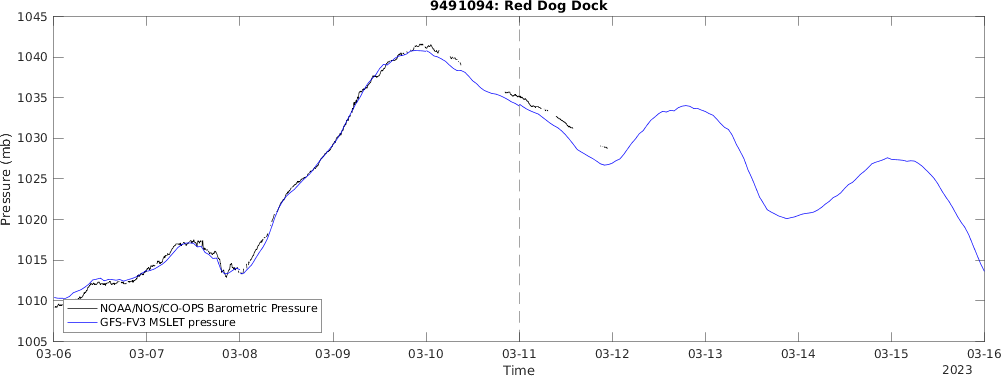 9491094: Red Dog Dock
1045
1040
1035
1030
1025
1020
1015
1010
1005
Pressure (mb)
NOAA/NOS/CO-OPS Barometric Pressure
GFS-FV3 MSLET pressure
03-06 03-07 03-08 03-09 03-10 03-11 03-12 03-13 03-14 03-15 03-16
Time
2023